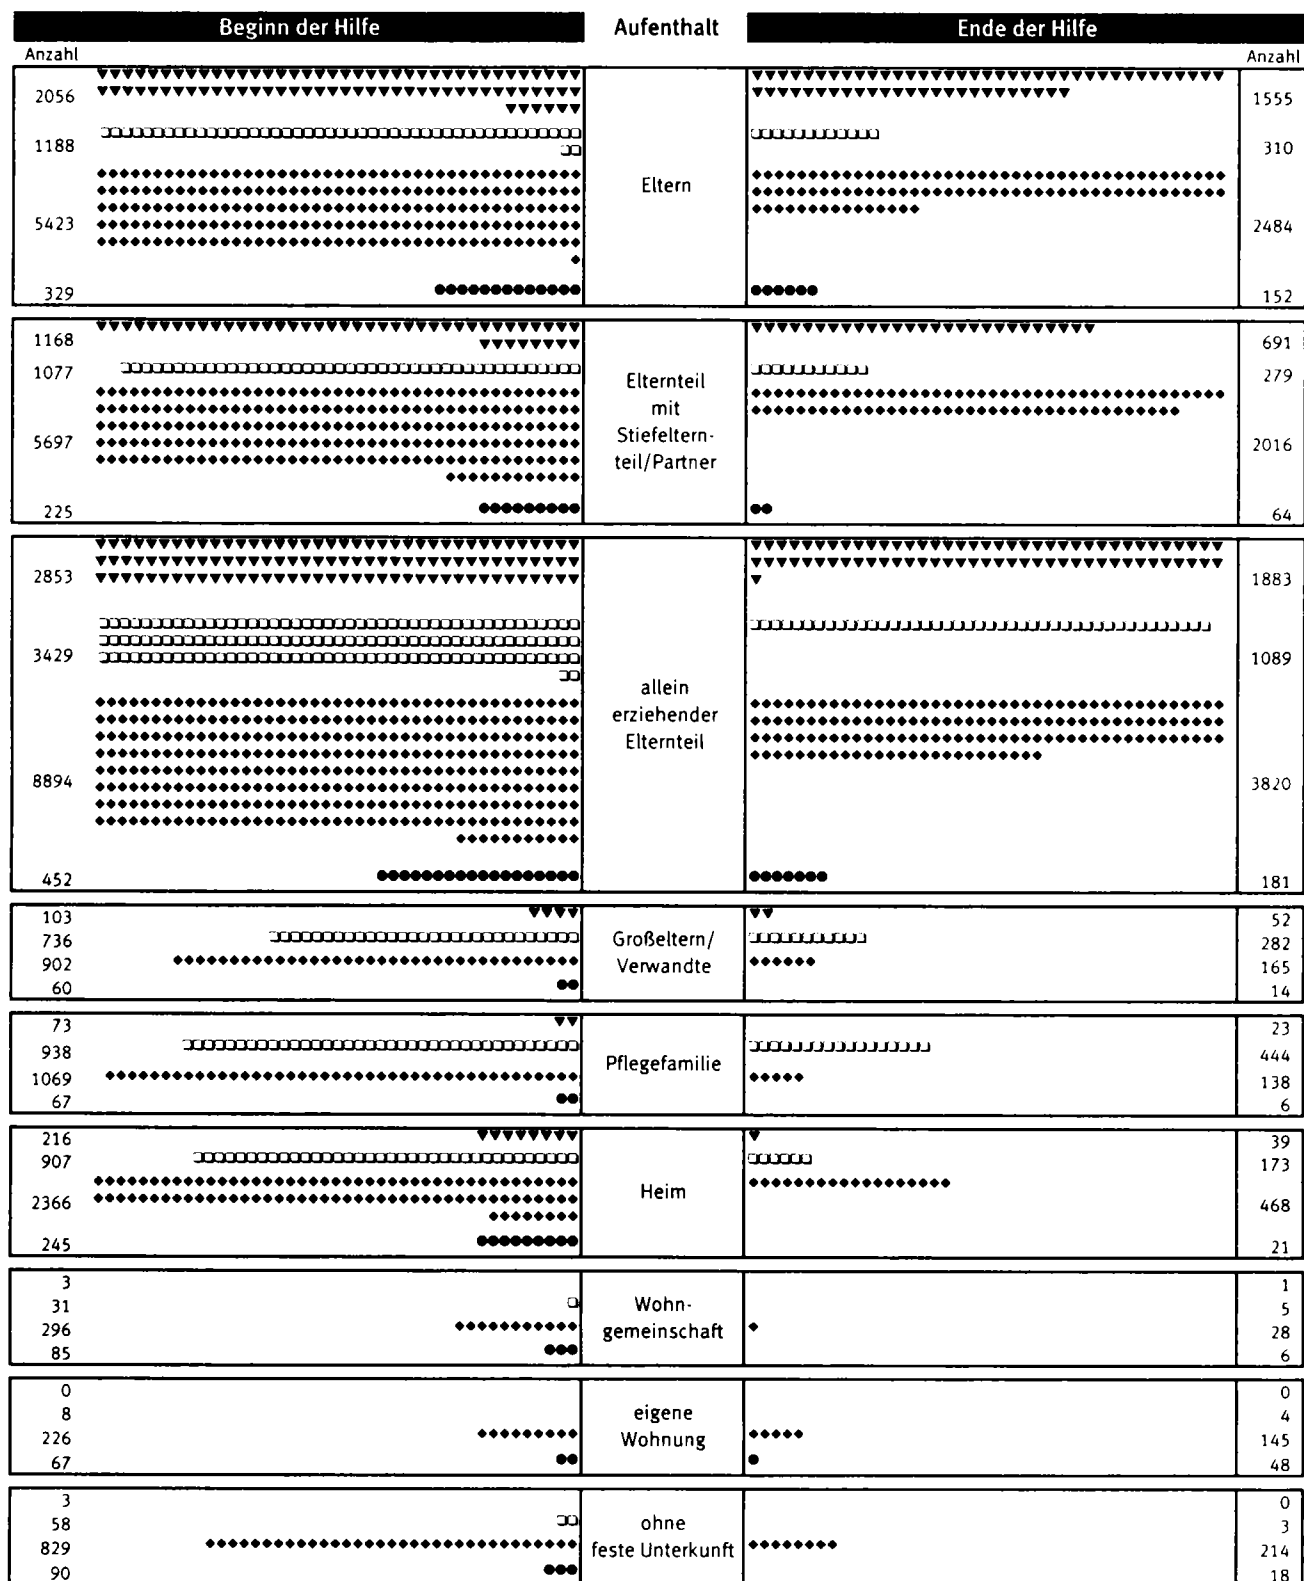 Beginn der Hilfe Aufenthalt Ende der Hilfe
Anzahl Anzahl
2056 1555
1188 310
Eltern
5423 2484
329 152
1168 691
1077 279
Elternteil
mit
Stiefeltern-
5697 2016
teil/Partner
225 64
2853 1883
3429 1089
allein
erziehender
Elternteil
8894 3820
452 181
103 52
736 Großeltern/ 282
902 Verwandte 165
60 14
73 23
938 444
Pflegefamilie
1069 138
67 6
216 39
907 173
Heim
2366 468
245 21
3 1
31 Wohn- 5
296 gemeinschaft 28
85 6
0 0
8 eigene 4
226 Wohnung 145
67 48
3 0
58 ohne 3
829 feste Unterkunft 214
90 18